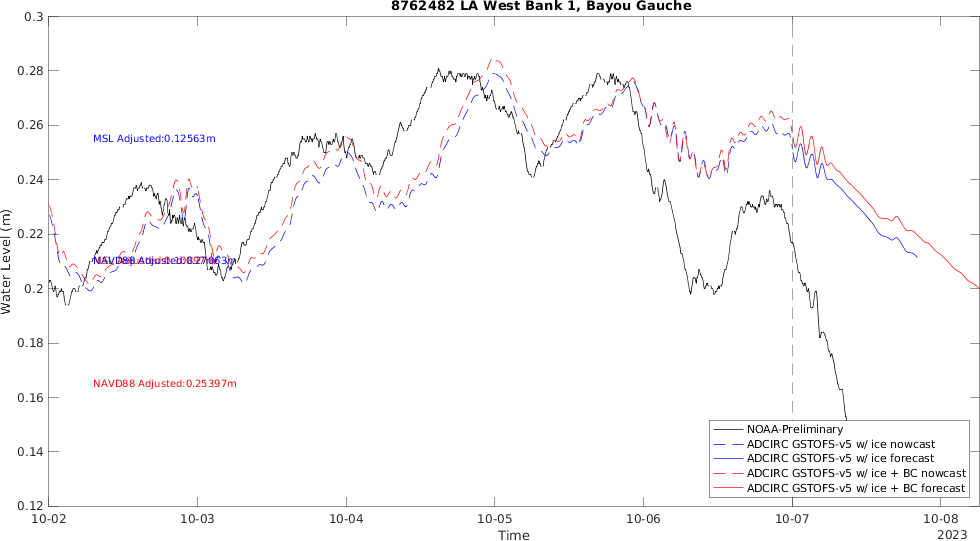 8762482 LA West Bank 1, Bayou Gauche
0.3
0.28
0.26
0.24
0.22
0.2
0.18
0.16
0.14
0.12
Water Level (m)
MSL Adjusted:0.12563m
Adjusted
NAVD88 Adjusted:0.25397m
NOAA-Preliminary
ADCIRC GSTOFS-v5 w/ ice nowcast
ADCIRC GSTOFS-v5 w/ ice forecast
ADCIRC GSTOFS-v5 w/ ice + BC nowcast
ADCIRC GSTOFS-v5 w/ ice + BC forecast
10-02 10-03 10-04 10-05 10-06 10-07 10-08
Time
2023